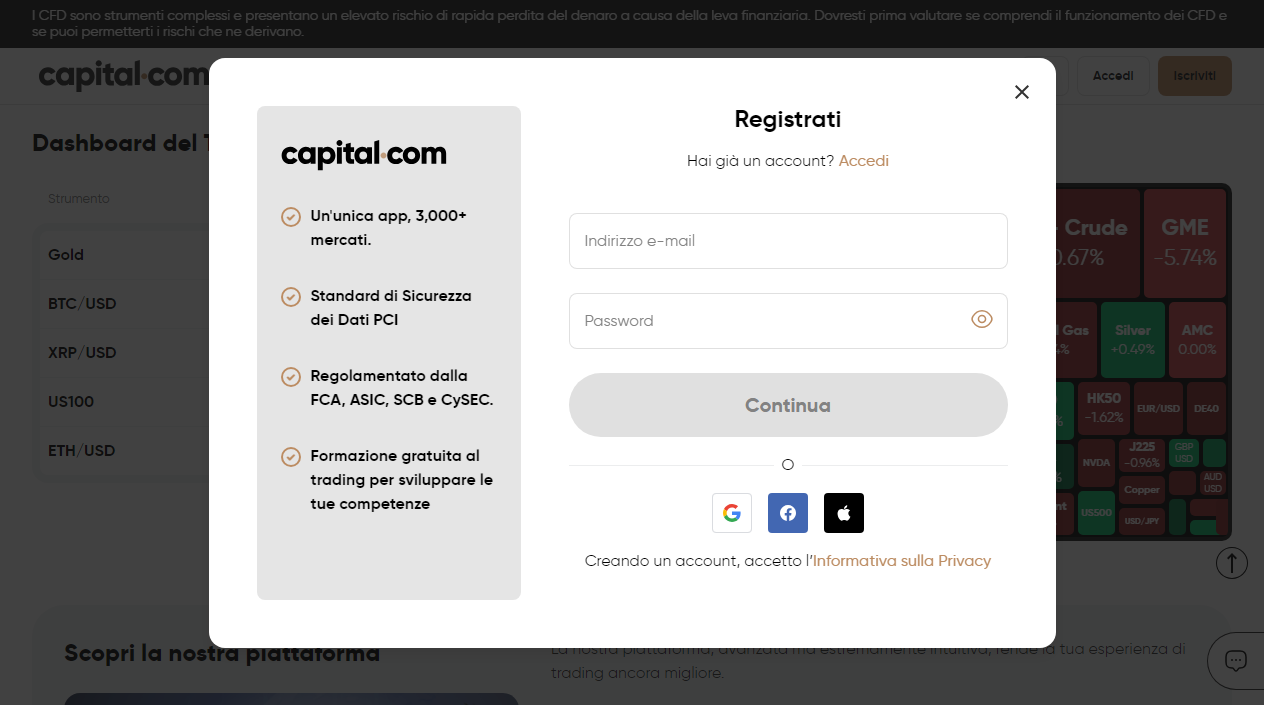 I CFD sono strumenti complessi e presentano un elevato rischio di rapida perdita del denaro a causa della leva finanziaria. Dovresti prima valutare se comprendi il funzionamento dei CFD e
se puoi permetterti i rischi che ne derivano.
capital.com
Accedi
Iscriviti
Dashboard del
Strumento
Gold
BTC/USD
XRP/USD
US100
ETH/USD
capital.com
Un'unica app, 3,000+
mercati.
Standard di Sicurezza
dei Dati PCI
Regolamentato dalla
FCA, ASIC, SCB e CySEC.
Formazione gratuita al
trading per sviluppare le
tue competenze
Registrati
Hai già un account? Accedi
Indirizzo e-mail
Password
Continua
O
Creando un account, accetto l'Informativa sulla Privacy
Crude
0.67%
GME
-5.74%
Gas
Silver
+0.49%
AMC
0.00%
HK50
-1.62%
EUR/USD
DE40
NVDA
J225
-0.96%
GBP
USD
Copper
AUD
USD
US500
USD/JPY
Scopri la nostra piattaforma
La nostra piattaforma, avanzata ma estremamente intuitiva, rende la tua esperienza di
trading ancora migliore.